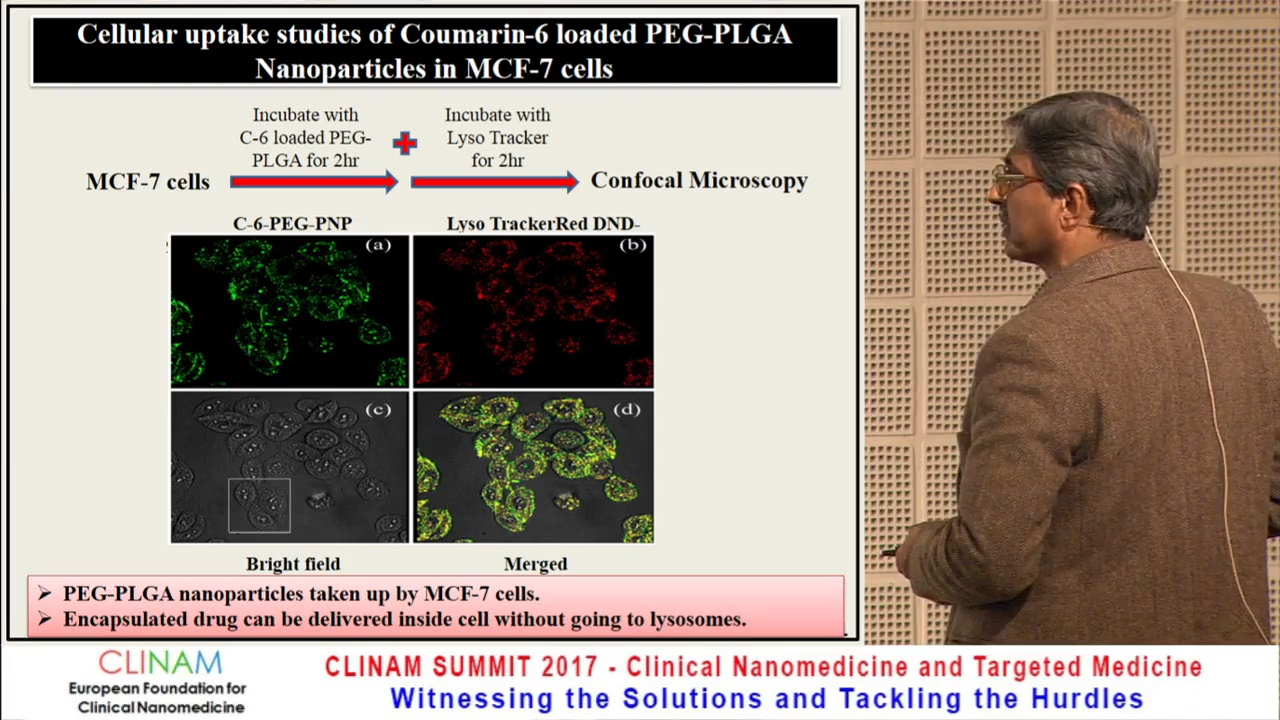 Cellular uptake studies of Coumarin-6 loaded PEG-PLGA
Nanoparticles in MCF-7 cells
Incubate with
C-6 loaded PEG-
PLGA for 2hr
Incubate with
Lyso Tracker
for 2hr
MCF-7 cells
Confocal Microscopy
C-6-PEG-PNP
Lyso TrackerRed DND-
(a)
(b)
(c)
(d)
Bright field
Merged
➢ PEG-PLGA nanoparticles taken up by MCF-7 cells.
➢ Encapsulated drug can be delivered inside cell without going to lysosomes.
CLINAM
European Foundation for
Clinical Nanomedicine
CLINAM SUMMIT 2017 - Clinical Nanomedicine and Targeted Medicine
Witnessing the Solutions and Tackling the Hurdles